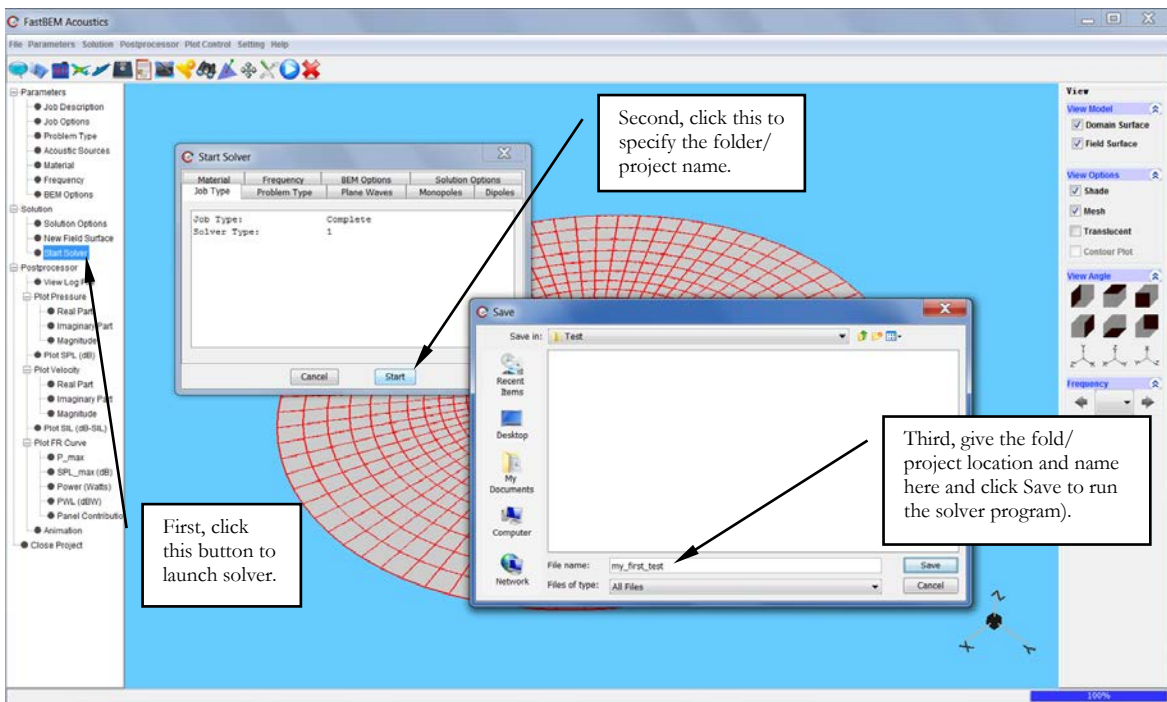 FastBEM Acoustics
File Parameters Solution Postprocessor Plot Control Setting Help
Parameters
Job Description
Job Options
Problem Type
Acoustic Sources
Material
Frequency
BEM Options
Solution
Solution Options
New Field Surface
Start Solver
Postprocessor
View Log
Plot Pressure
Real Part
Imaginary Part
Magnitude
Plot SPL (dB)
Plot Velocity
Real Part
Imaginary Part
Magnitude
Plot SIL (dB-SIL)
Plot FR Curve
P_max
SPL_max (dB)
Power (Watts)
PWL (dBW)
Panel Contributio
Animation
Close Project
First, click
this button to
launch solver.
Start Solver
Material Frequency BEM Options Solution Options
Job Type Problem Type Plane Waves Monopoles Dipoles
Job Type: Complete
Solver Type: 1
Cancel Start
Second, click this to
specify the folder/
project name.
Save
Save in: Test
Recent
Items
Desktop
My
Documents
Computer
Network
File name: my_first_test Save
Files of type: All Files Cancel
Third, give the fold/
project location and name
here and click Save to run
the solver program).
View
View Model
Domain Surface
Field Surface
View Options
Shade
Mesh
Translucent
Contour Plot
View Angle
Frequency
Z
X Y
100%